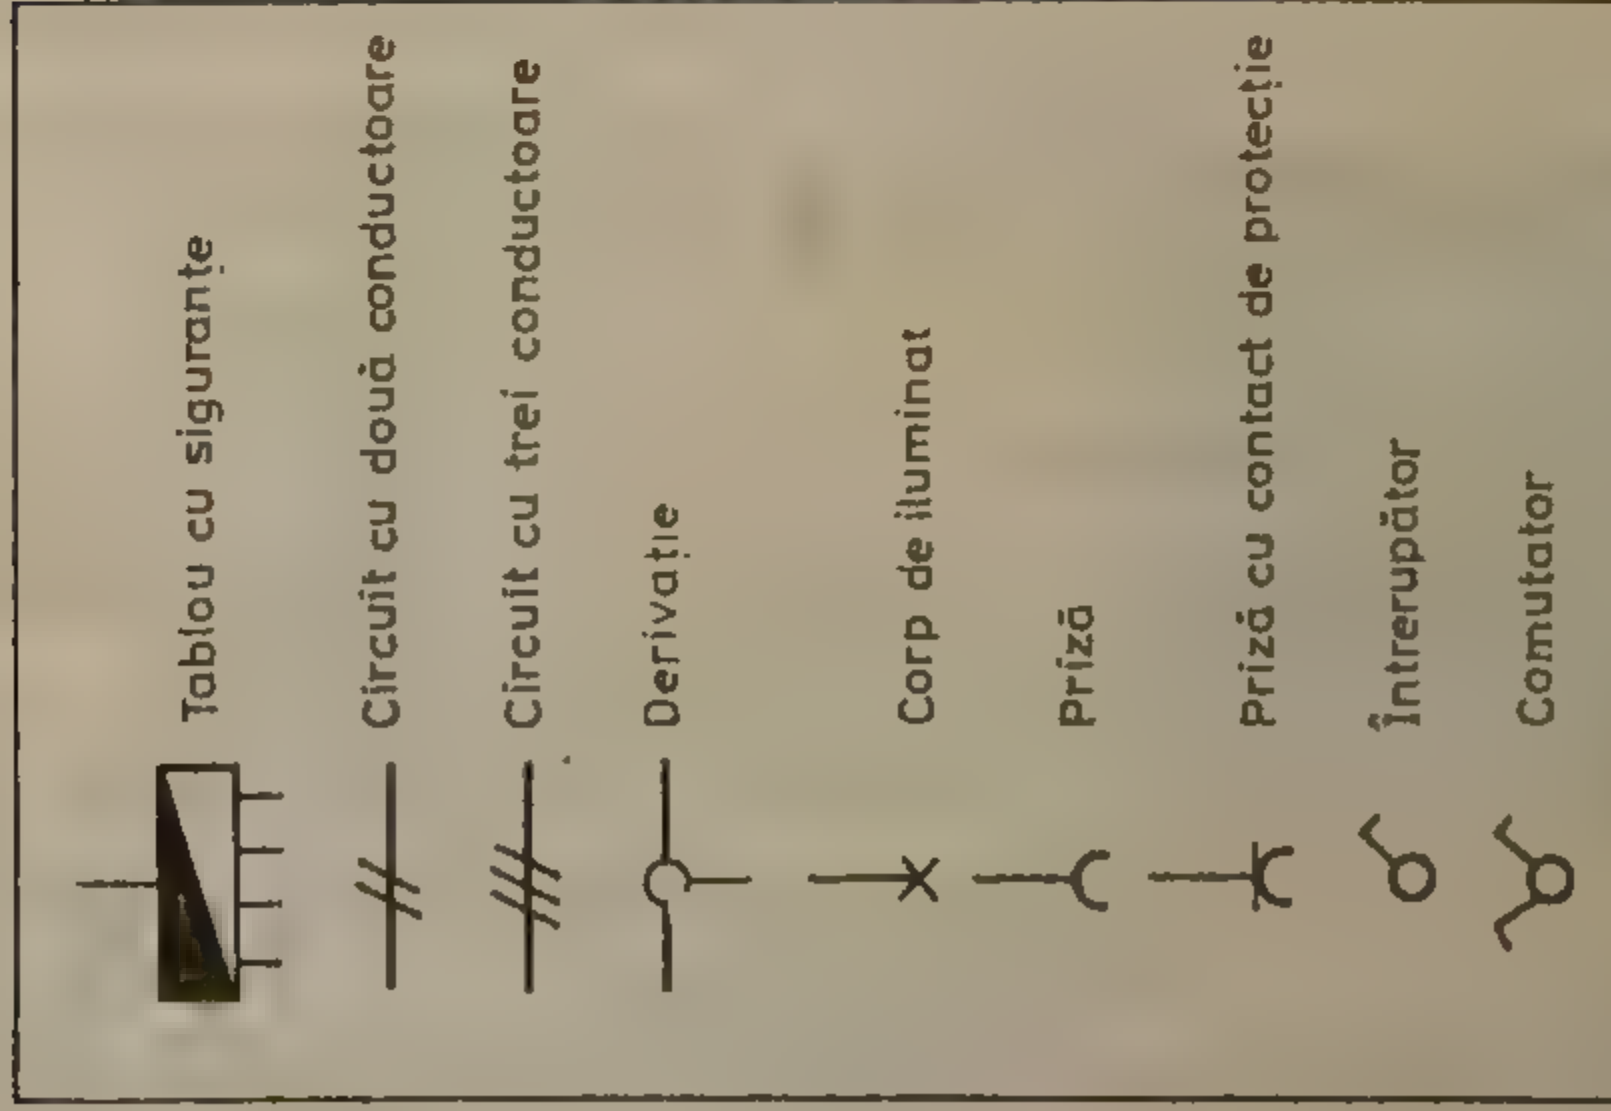 Tablou cu siguranțe
Circuit cu două conductoare
Circuit cu trei conductoare
Derivație
Corp de iluminat
Priză
Priză cu contact de protecție
Întrerupător
Comutator